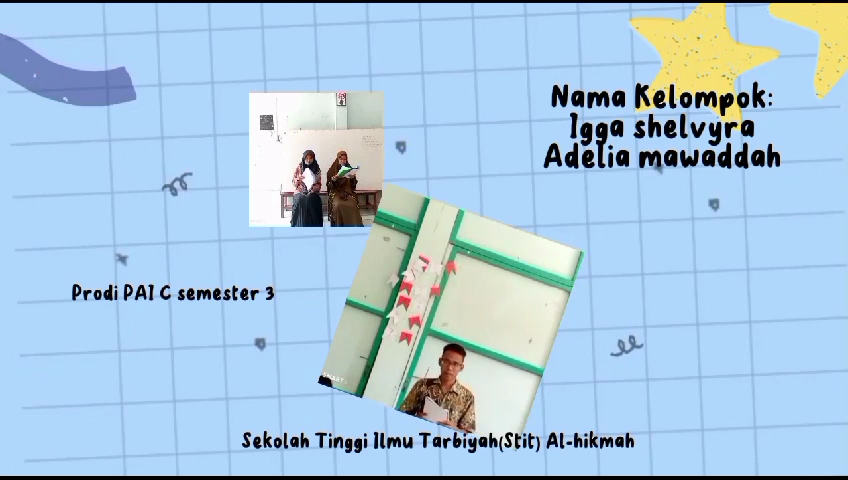 Nama Kelompok:
Igga shelvyra
Adelia mawaddah
Prodi PAI C semester 3
Sekolah Tinggi Ilmu Tarbiyah(Stit) Al-hikmah